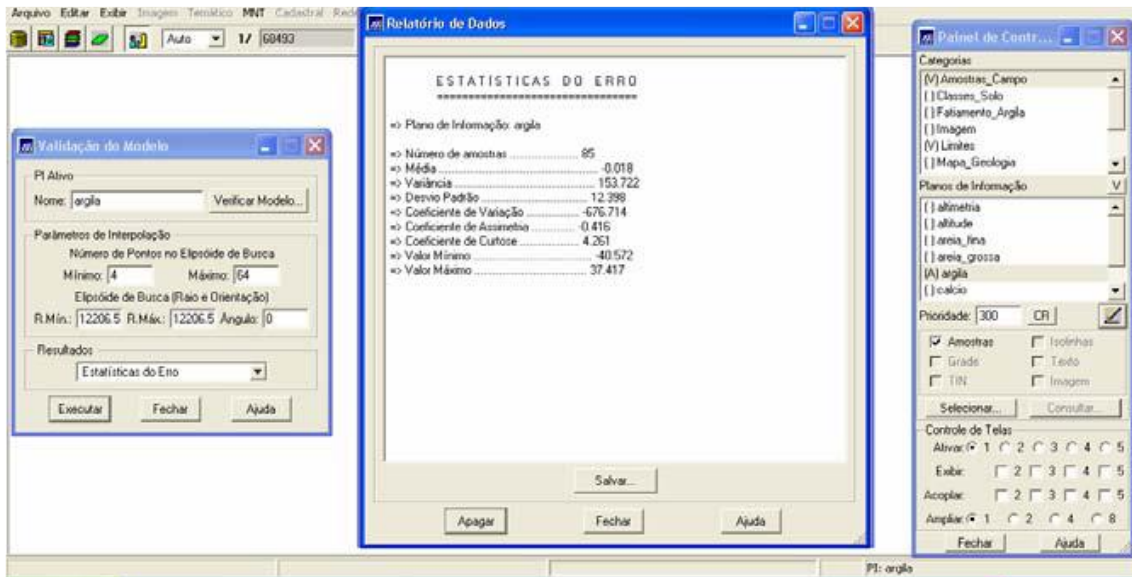 Arquivo Editar Exibir Imagem Temático MNT Cadastral Rede
Auto 1/ 68493
Validação do Modelo
PI Ativo
Nome: argila Verificar Modelo...
Parâmetros de Interpolação
Número de Pontos no Elipsóide de Busca
Mínimo: 4 Máximo: 64
Elipsóide de Busca (Raio e Orientação)
R.Mín.: 12206.5 R.Máx.: 12206.5 Ângulo: 0
Resultados
Estatísticas do Erro
Executar Fechar Ajuda
Relatório de Dados
ESTATÍSTICAS DO ERRO
================================
=> Plano de Informação: argila
=> Número de amostras .................... 85
=> Média ........................................ -0.018
=> Variância .................................... 153.722
=> Desvio Padrão ............................ 12.398
=> Coeficiente de Variação ............... -676.714
=> Coeficiente de Assimetria ............ -0.416
=> Coeficiente de Curtose ................. 4.261
=> Valor Mínimo .............................. -40.572
=> Valor Máximo .............................. 37.417
Salvar...
Apagar Fechar Ajuda
Painel de Contr...
Categorias
(V) Amostras_Campo
( ) Classes_Solo
( ) Fatiamento_Argila
( ) Imagem
(V) Limites
( ) Mapa_Geologia
Planos de Informação V
( ) altimetria
( ) altitude
( ) areia_fina
( ) areia_grossa
(A) argila
( ) calcio
Prioridade: 300 CR
Amostras Isolinhas
Grade Texto
TIN Imagem
Selecionar... Consultar...
Controle de Telas
Ativar: 1 2 3 4 5
Exibir: 2 3 4 5
Acoplar: 2 3 4 5
Ampliar: 1 2 4 8
Fechar Ajuda
PI: argila